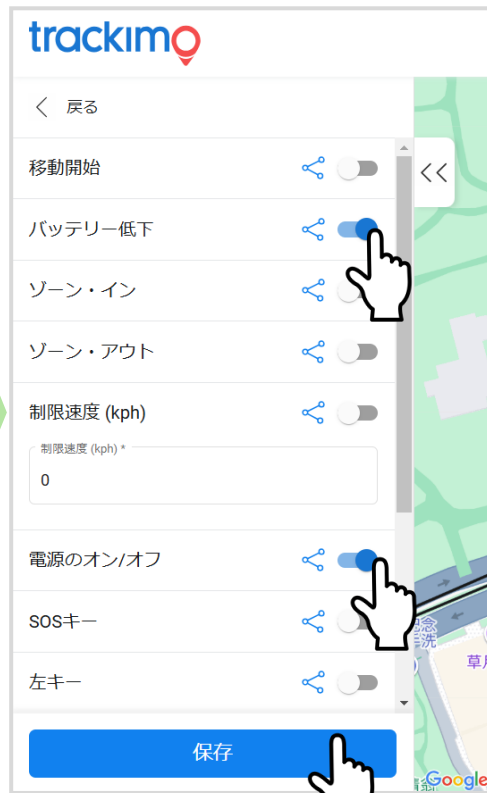 trackimo
戻る
移動開始
バッテリー低下
ゾーン・イン
ゾーン・アウト
制限速度 (kph)
制限速度 (kph) *
0
電源のオン/オフ
SOSキー
左キー
保存
Google